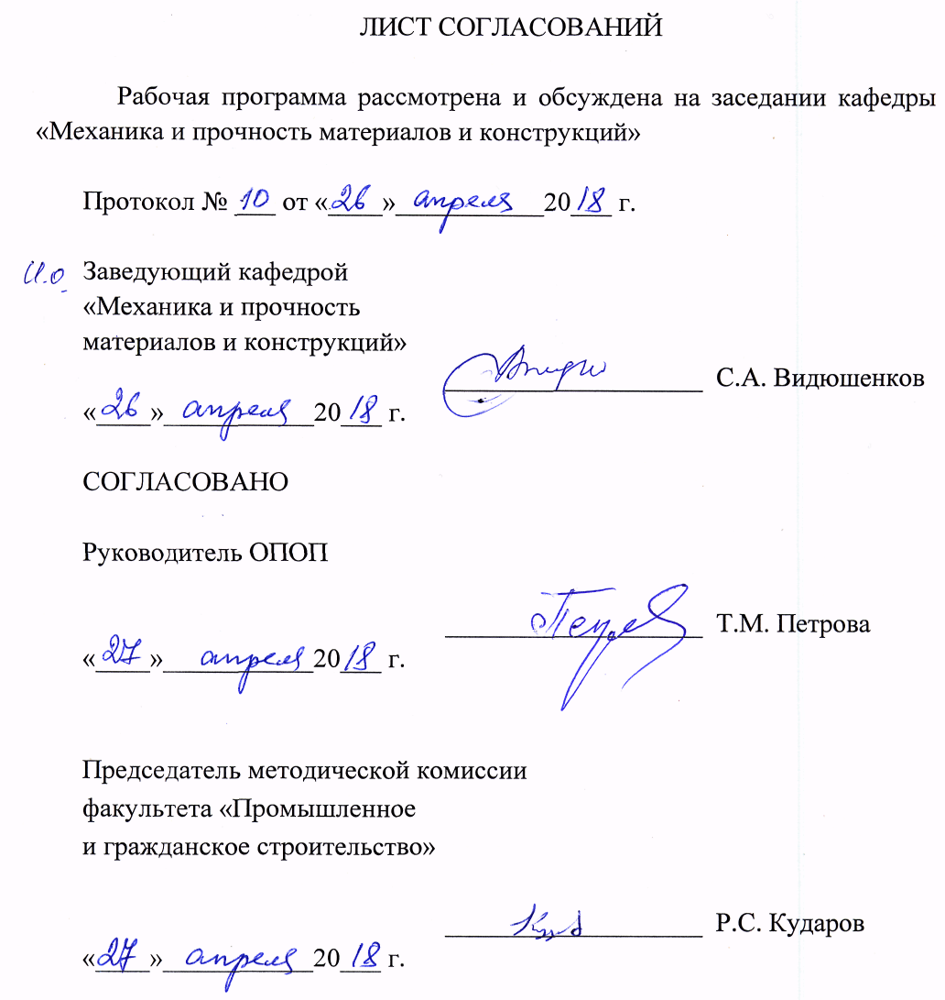 ЛИСТ СОГЛАСОВАНИЙ
Рабочая программа рассмотрена и обсуждена на заседании кафедры
«Механика и прочность материалов и конструкций»
Протокол № 10 от «26» апреля 2018 г.
И.о. Заведующий кафедрой
«Механика и прочность
материалов и конструкций»
С.А. Видюшенков
«26» апреля 2018 г.
СОГЛАСОВАНО
Руководитель ОПОП
Т.М. Петрова
«27» апреля 2018 г.
Председатель методической комиссии
факультета «Промышленное
и гражданское строительство»
Р.С. Кударов
«27» апреля 2018 г.